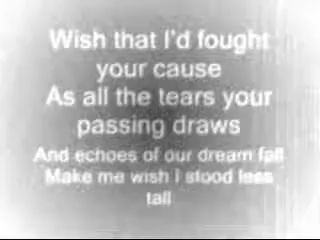 Wish that I'd fought
your cause
As all the tears your
passing draws
And echoes of our dream fall
Make me wish I stood less
tall